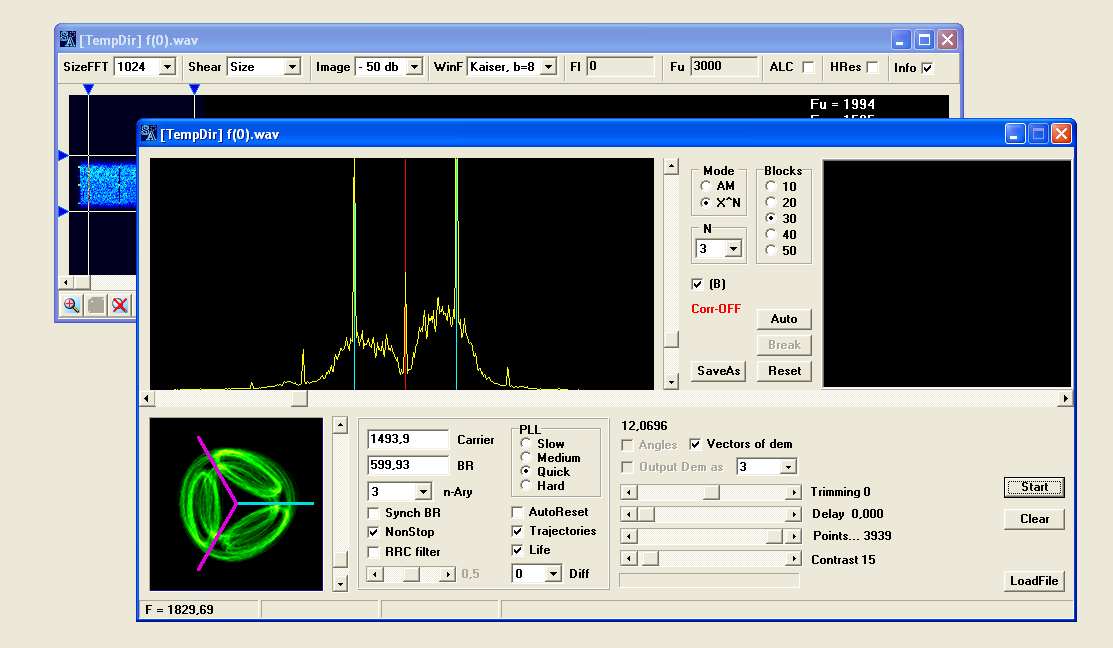 [TempDir] f(0).wav
SizeFFT 1024 Shear Size Image - 50 db WinF Kaiser, b=8 Fl 0 Fu 3000 ALC HRes Info
Fu = 1994
[TempDir] f(0).wav
Mode
AM
X^N
N
3
(B)
Corr-OFF
Blocks
10
20
30
40
50
Auto
Break
SaveAs Reset
1493,9 Carrier
599,93 BR
3 n-Ary
Synch BR
NonStop
RRC filter
0,5
PLL
Slow
Medium
Quick
Hard
AutoReset
Trajectories
Life
0 Diff
12,0696
Angles Vectors of dem
Output Dem as 3
Trimming 0
Delay 0,000
Points... 3939
Contrast 15
Start
Clear
LoadFile
F = 1829,69